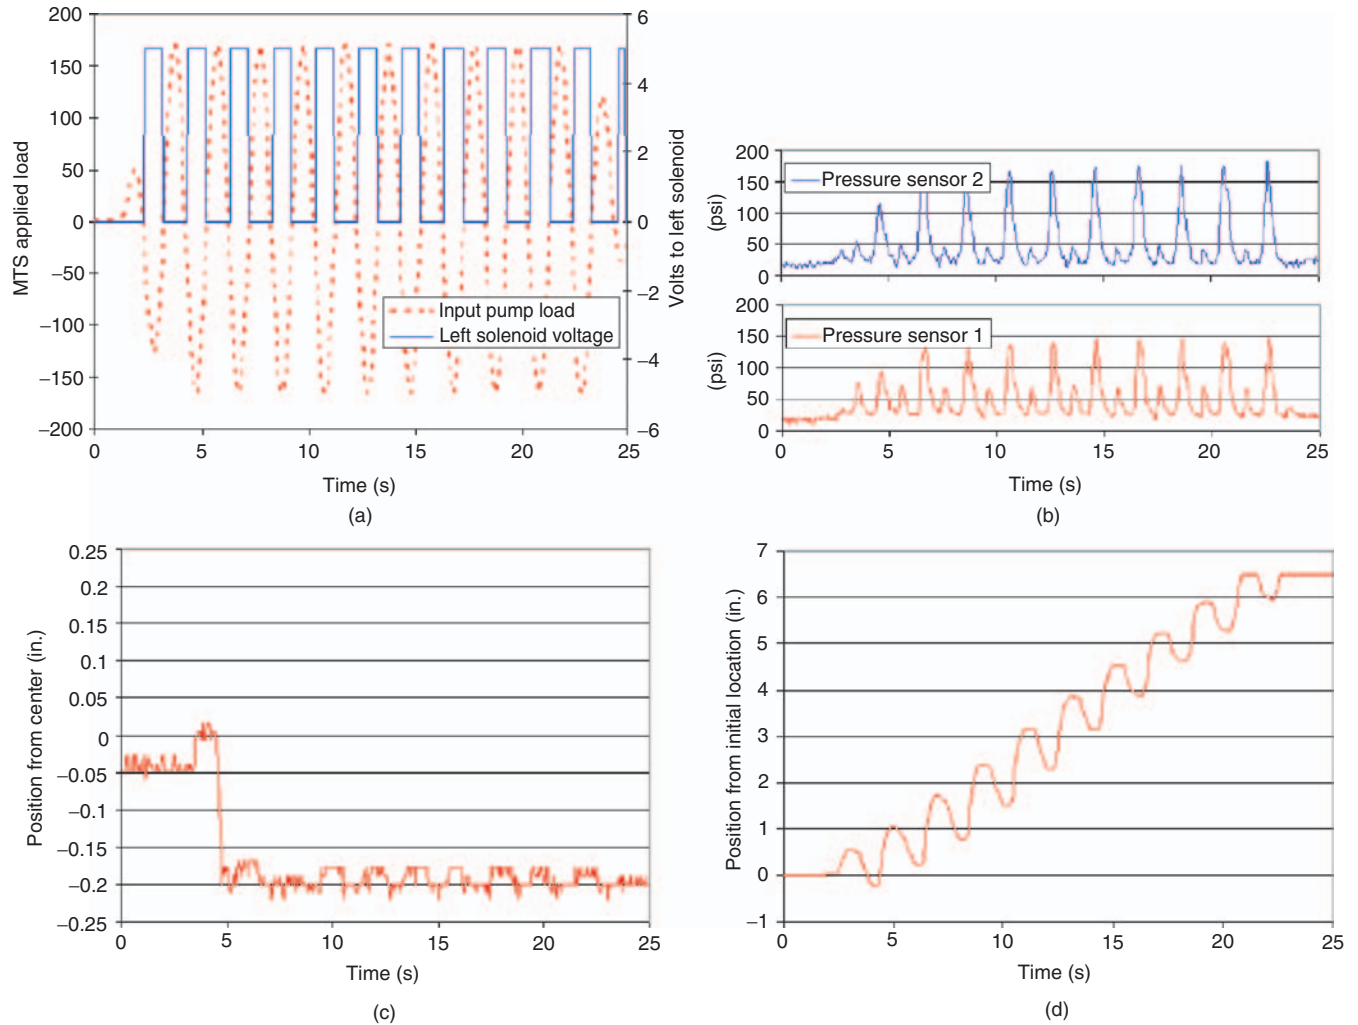 200
150
100
50
0
−50
−100
−150
−200
MTS applied load
6
4
2
0
−2
−4
−6
Volts to left solenoid
Input pump load
Left solenoid voltage
0 5 10 15 20 25
Time (s)
(a)
200
150
100
50
0
(psi)
Pressure sensor 2
200
150
100
50
0
(psi)
Pressure sensor 1
0 5 10 15 20 25
Time (s)
(b)
0.25
0.2
0.15
0.1
0.05
0
−0.05
−0.1
−0.15
−0.2
−0.25
Position from center (in.)
0 5 10 15 20 25
Time (s)
(c)
7
6
5
4
3
2
1
0
−1
Position from initial location (in.)
0 5 10 15 20 25
Time (s)
(d)